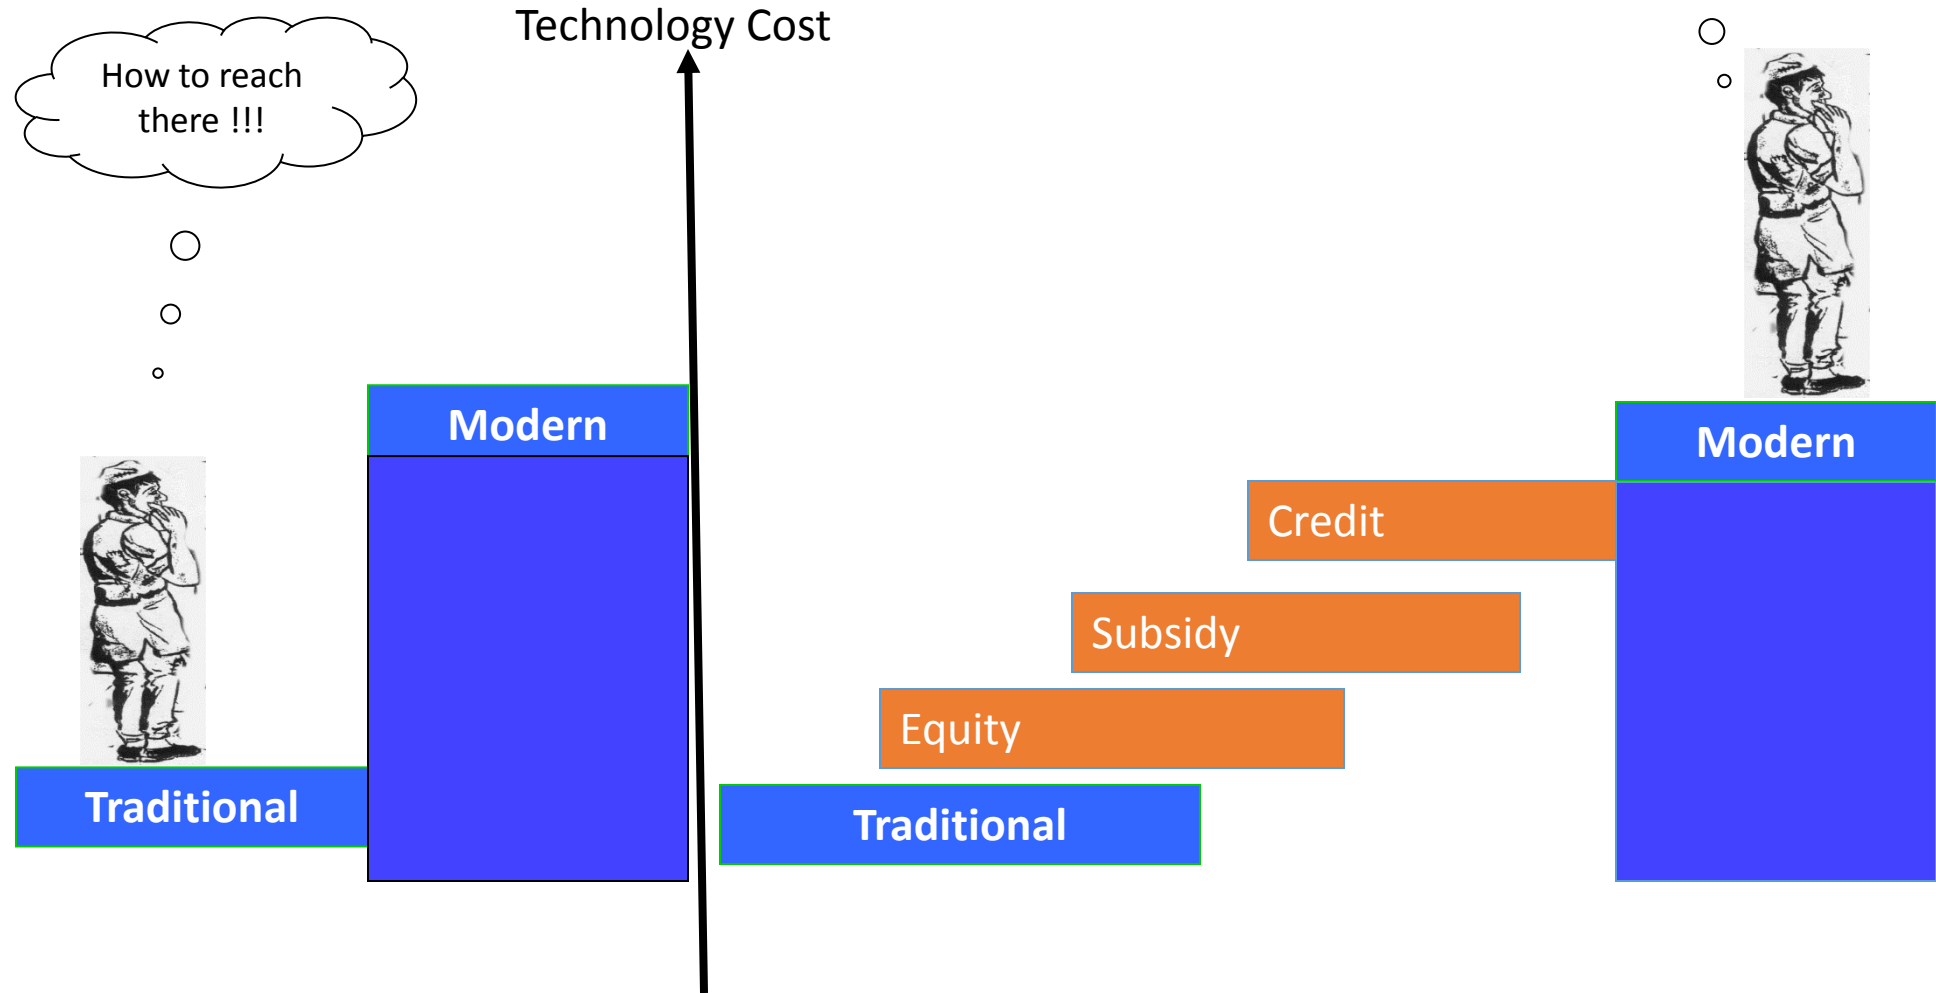 Technology Cost
How to reach
there !!!
Modern
Traditional
Modern
Credit
Subsidy
Equity
Traditional